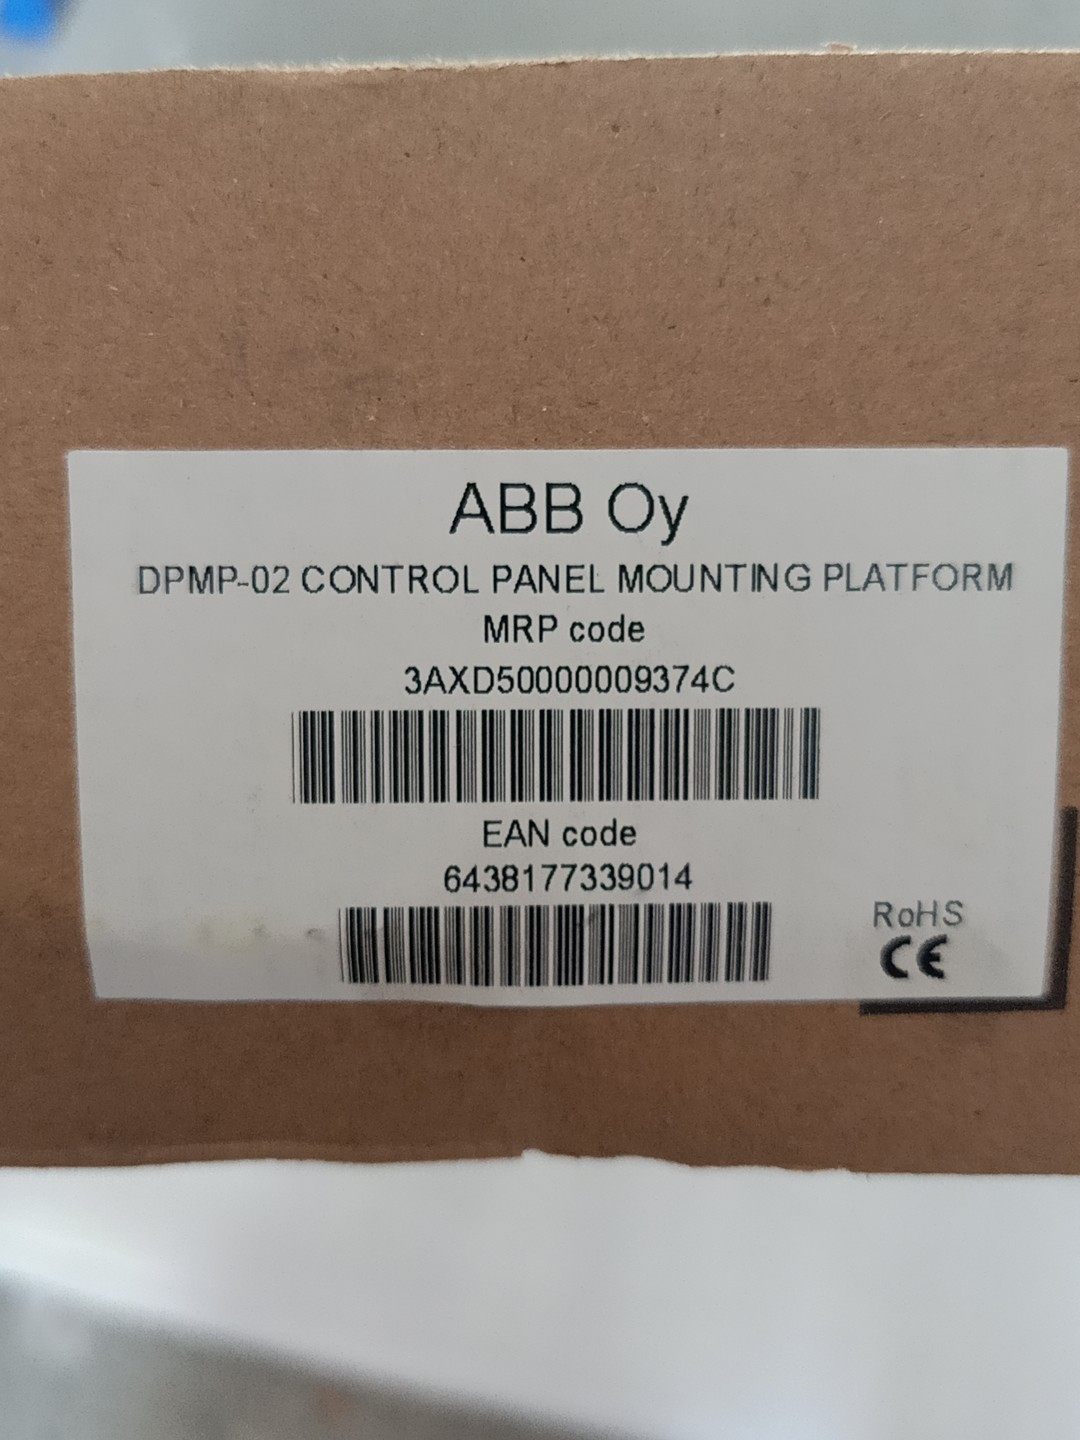 ABB Oy
DPMP-02 CONTROL PANEL MOUNTING PLATFORM
MRP code
3AXD50000009374C
EAN code
6438177339014
RoHS
CE